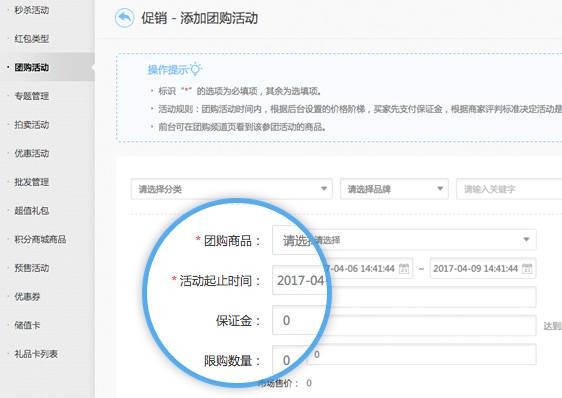 秒杀活动
红包类型
团购活动
专题管理
拍卖活动
优惠活动
批发管理
超值礼包
积分商城商品
预售活动
优惠券
储值卡
礼品卡列表
促销 - 添加团购活动
操作提示
标识 “*” 的选项为必填项，其余为选填项。
活动规则：团购活动时间内，根据后台设置的价格阶梯，买家先支付保证金，根据商家评判标准决定活动是
前台可在团购频道页看到该参团活动的商品。
请选择分类 请选择品牌 请输入关键字
* 团购商品： 请选 选择
* 活动起止时间： 2017-04- -04-06 14:41:44 ~ 2017-04-09 14:41:44
保证金： 0 达到
限购数量： 0 0
市场售价： 0